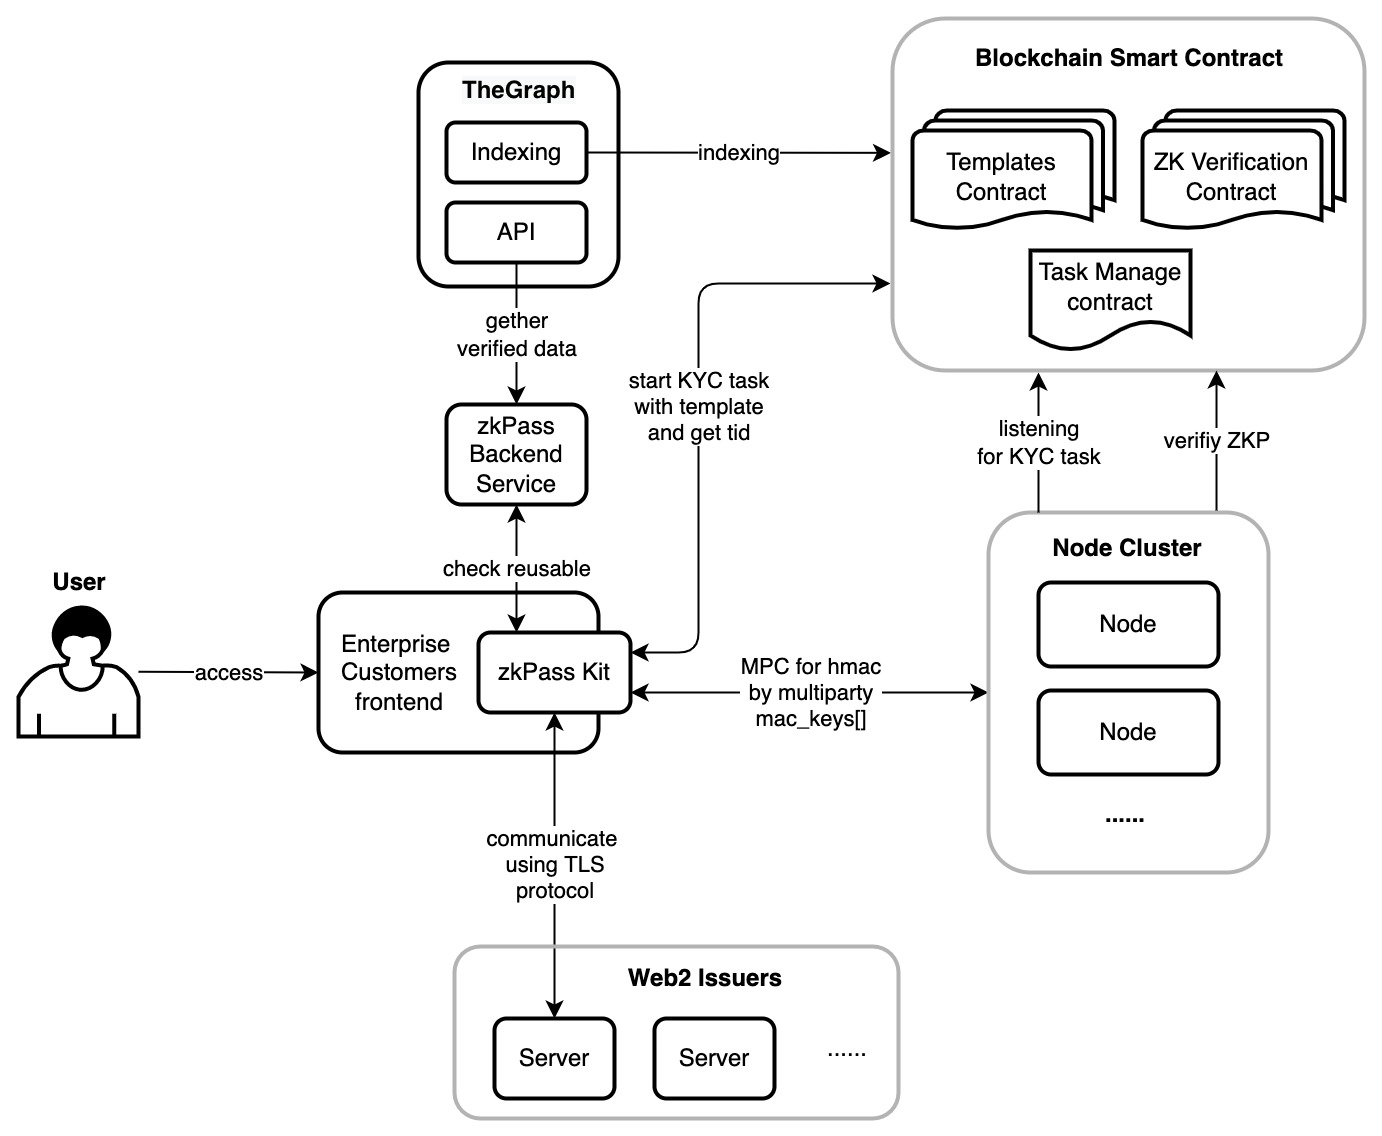 Blockchain Smart Contract
TheGraph
Indexing
indexing
Templates
Contract
ZK Verification
Contract
API
Task Manage
contract
gether
verified data
start KYC task
with template
and get tid
zkPass
Backend
Service
listening
for KYC task
verifiy ZKP
Node Cluster
check reusable
User
Enterprise
Customers
frontend
zkPass Kit
access
Node
MPC for hmac
by multiparty
mac_keys[]
Node
......
communicate
using TLS
protocol
Web2 Issuers
Server
Server
......